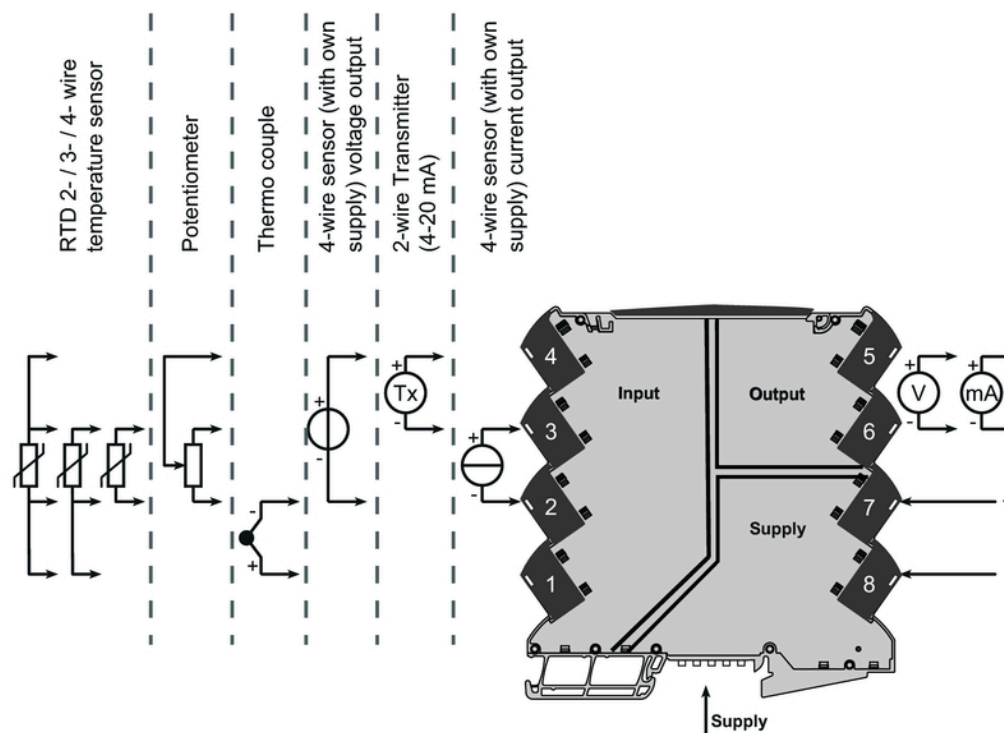 RTD 2- / 3- / 4- wire
temperature sensor
Potentiometer
Thermo couple
4-wire sensor (with own
supply) voltage output
2-wire Transmitter
(4-20 mA)
4-wire sensor (with own
supply) current output
4
5
+
+
+
+
Input
Output
Tx
V
mA
-
-
-
+
3
6
+
-
-
2
7
-
Supply
+
1
8
Supply